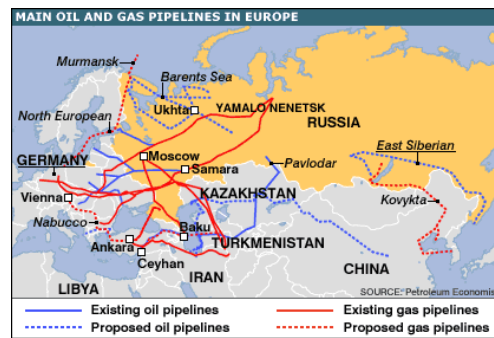 MAIN OIL AND GAS PIPELINES IN EUROPE
Murmansk
Barents Sea
North European
Ukhta
YAMALO NENETSK
RUSSIA
GERMANY
Moscow
East Siberian
Samara
Pavlodar
Vienna
KAZAKHSTAN
Kovykta
Nabucco
Baku
Ankara
TURKMENISTAN
Ceyhan
IRAN
CHINA
LIBYA
SOURCE: Petroleum Economis
Existing oil pipelines
Existing gas pipelines
Proposed oil pipelines
Proposed gas pipelines